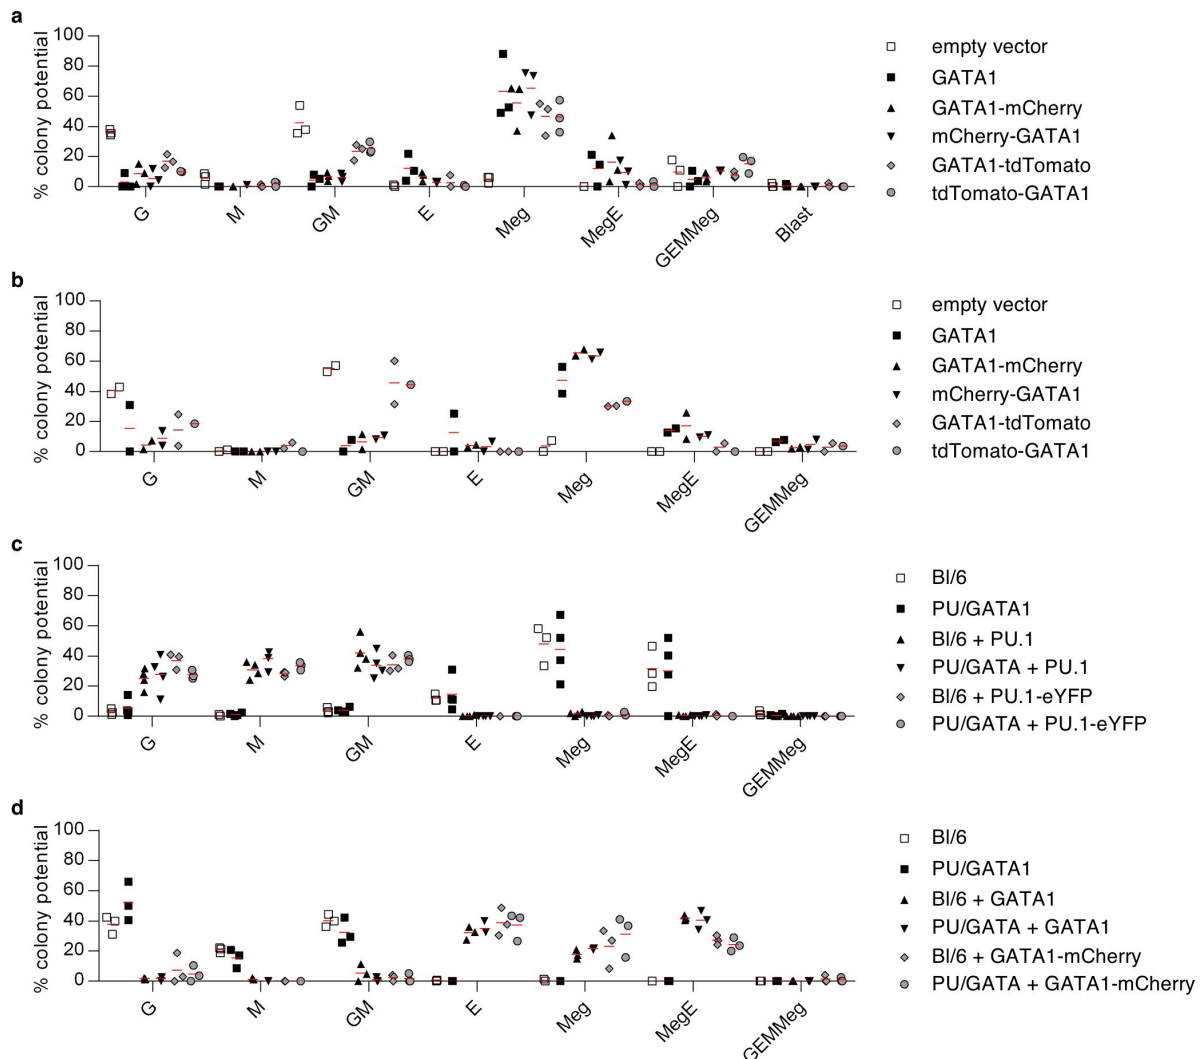 a
% colony potential
100
80
60
40
20
0
G
M
GM
E
Meg
MegE
GEMMeg
Blast
empty vector
GATA1
GATA1-mCherry
mCherry-GATA1
GATA1-tdTomato
tdTomato-GATA1
b
% colony potential
100
80
60
40
20
0
G
M
GM
E
Meg
MegE
GEMMeg
empty vector
GATA1
GATA1-mCherry
mCherry-GATA1
GATA1-tdTomato
tdTomato-GATA1
c
% colony potential
100
80
60
40
20
0
G
M
GM
E
Meg
MegE
GEMMeg
Bl/6
PU/GATA1
Bl/6 + PU.1
PU/GATA + PU.1
Bl/6 + PU.1-eYFP
PU/GATA + PU.1-eYFP
d
% colony potential
100
80
60
40
20
0
G
M
GM
E
Meg
MegE
GEMMeg
Bl/6
PU/GATA1
Bl/6 + GATA1
PU/GATA + GATA1
Bl/6 + GATA1-mCherry
PU/GATA + GATA1-mCherry